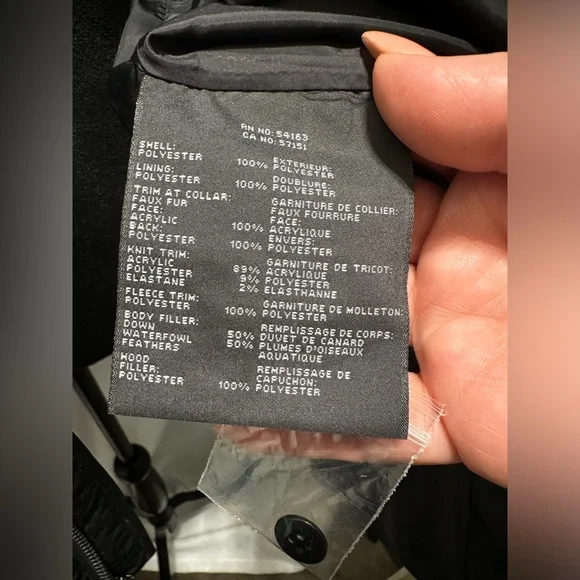 RN NO: 54163
CA NO: 57151
SHELL:
POLYESTER 100%
EXTERIEUR:
POLYESTER
LINING:
POLYESTER 100%
DOUBLURE:
POLYESTER
TRIM AT COLLAR:
FAUX FUR
FACE:
ACRYLIC 100%
BACK:
POLYESTER 100%
GARNITURE DE COLLIER:
FAUX FOURRURE
FACE:
ACRYLIQUE
ENVERS:
POLYESTER
KNIT TRIM:
ACRYLIC 89%
POLYESTER 9%
ELASTANE 2%
GARNITURE DE TRICOT:
ACRYLIQUE
POLYESTER
ELASTHANNE
FLEECE TRIM:
POLYESTER 100%
GARNITURE DE MOLLETON:
POLYESTER
BODY FILLER:
DOWN 50%
WATERFOWL 50%
FEATHERS
REMPLISSAGE DE CORPS:
DUVET DE CANARD
PLUMES D'OISEAUX
AQUATIQUE
HOOD
FILLER:
POLYESTER 100%
REMPLISSAGE DE
CAPUCHON:
POLYESTER